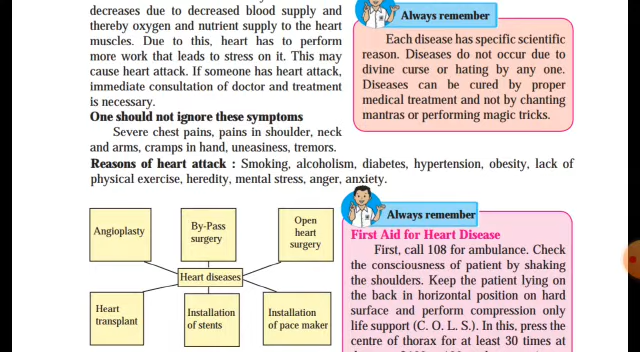 decreases due to decreased blood supply and
thereby oxygen and nutrient supply to the heart
muscles. Due to this, heart has to perform
more work that leads to stress on it. This may
cause heart attack. If someone has heart attack,
immediate consultation of doctor and treatment
is necessary.
One should not ignore these symptoms
Severe chest pains, pains in shoulder, neck
and arms, cramps in hand, uneasiness, tremors.
Always remember
Each disease has specific scientific
reason. Diseases do not occur due to
divine curse or hating by any one.
Diseases can be cured by proper
medical treatment and not by chanting
mantras or performing magic tricks.
Reasons of heart attack : Smoking, alcoholism, diabetes, hypertension, obesity, lack of
physical exercise, heredity, mental stress, anger, anxiety.
Angioplasty
By-Pass
surgery
Open
heart
surgery
Heart diseases
Heart
transplant
Installation
of stents
Installation
of pace maker
Always remember
First Aid for Heart Disease
First, call 108 for ambulance. Check
the consciousness of patient by shaking
the shoulders. Keep the patient lying on
the back in horizontal position on hard
surface and perform compression only
life support (C. O. L. S.). In this, press the
centre of thorax for at least 30 times at